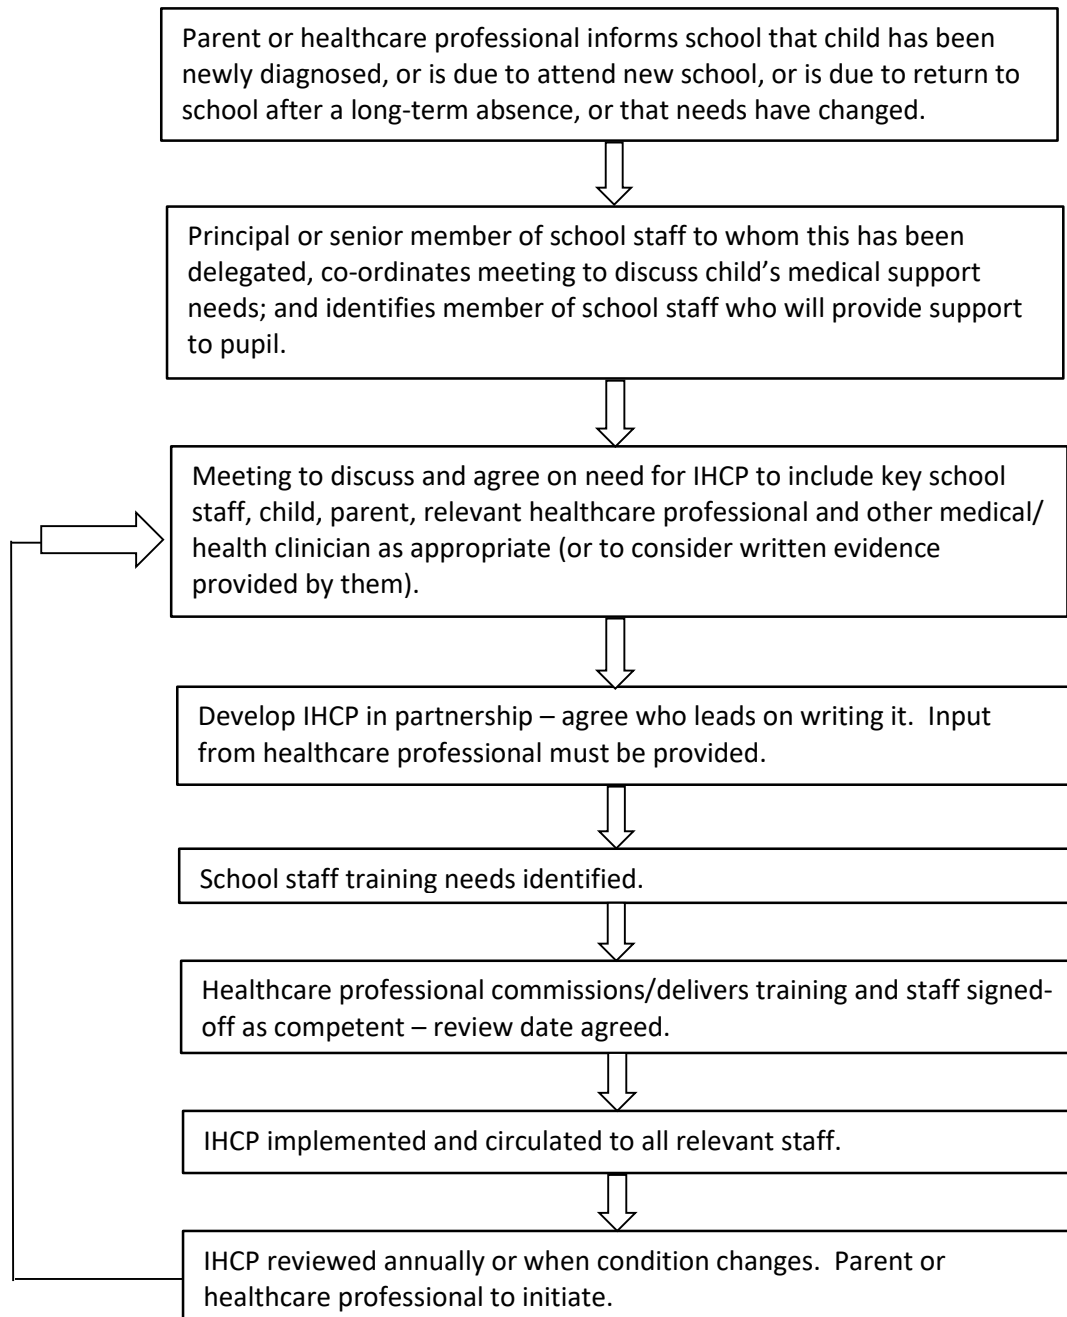 Parent or healthcare professional informs school that child has been
newly diagnosed, or is due to attend new school, or is due to return to
school after a long-term absence, or that needs have changed.
Principal or senior member of school staff to whom this has been
delegated, co-ordinates meeting to discuss child’s medical support
needs; and identifies member of school staff who will provide support
to pupil.
Meeting to discuss and agree on need for IHCP to include key school
staff, child, parent, relevant healthcare professional and other medical/
health clinician as appropriate (or to consider written evidence
provided by them).
Develop IHCP in partnership – agree who leads on writing it.  Input
from healthcare professional must be provided.
School staff training needs identified.
Healthcare professional commissions/delivers training and staff signed-
off as competent – review date agreed.
IHCP implemented and circulated to all relevant staff.
IHCP reviewed annually or when condition changes.  Parent or
healthcare professional to initiate.